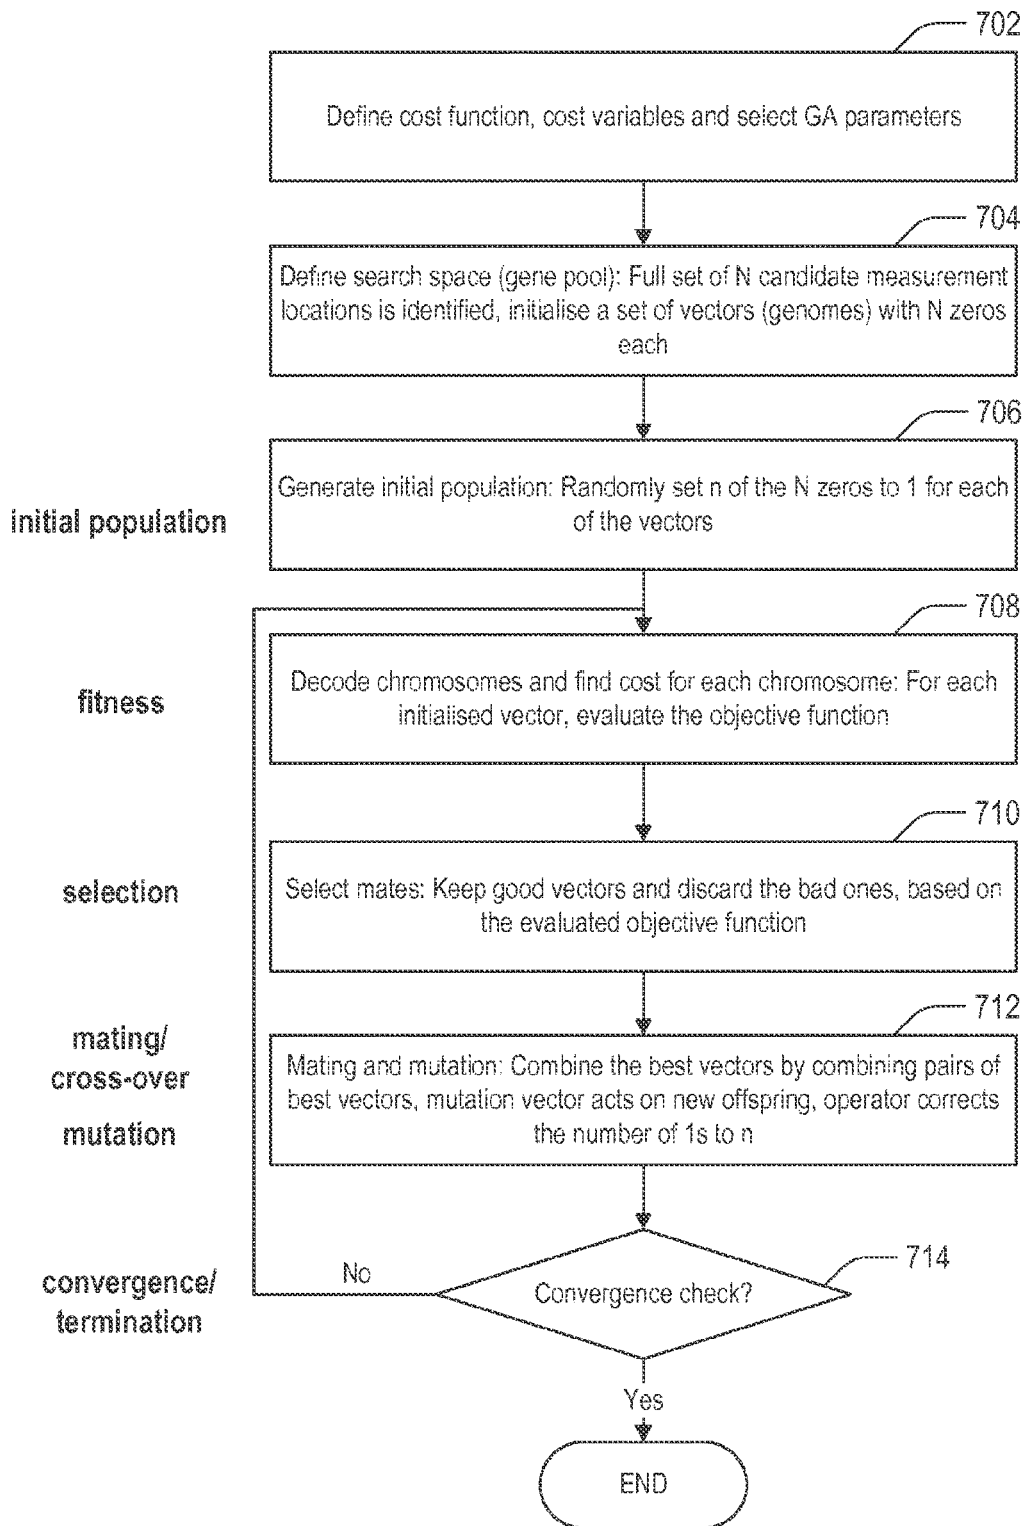 702
Define cost function, cost variables and select GA parameters
704
Define search space (gene pool): Full set of N candidate measurement
locations is identified, initialise a set of vectors (genomes) with N zeros
each
706
initial population
Generate initial population: Randomly set n of the N zeros to 1 for each
of the vectors
708
fitness
Decode chromosomes and find cost for each chromosome: For each
initialised vector, evaluate the objective function
710
selection
Select mates: Keep good vectors and discard the bad ones, based on
the evaluated objective function
712
mating/
cross-over
mutation
Mating and mutation: Combine the best vectors by combining pairs of
best vectors, mutation vector acts on new offspring, operator corrects
the number of 1s to n
714
convergence/
termination
No
Convergence check?
Yes
END